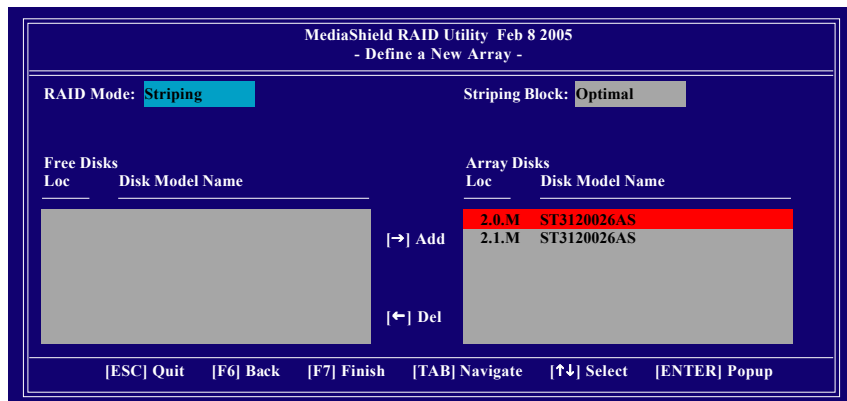 MediaShield RAID Utility Feb 8 2005
- Define a New Array -
RAID Mode: Striping
Striping Block: Optimal
Free Disks
Loc Disk Model Name
Array Disks
Loc Disk Model Name
[→] Add
[←] Del
2.0.M ST3120026AS
2.1.M ST3120026AS
[ESC] Quit [F6] Back [F7] Finish [TAB] Navigate [↑↓] Select [ENTER] Popup